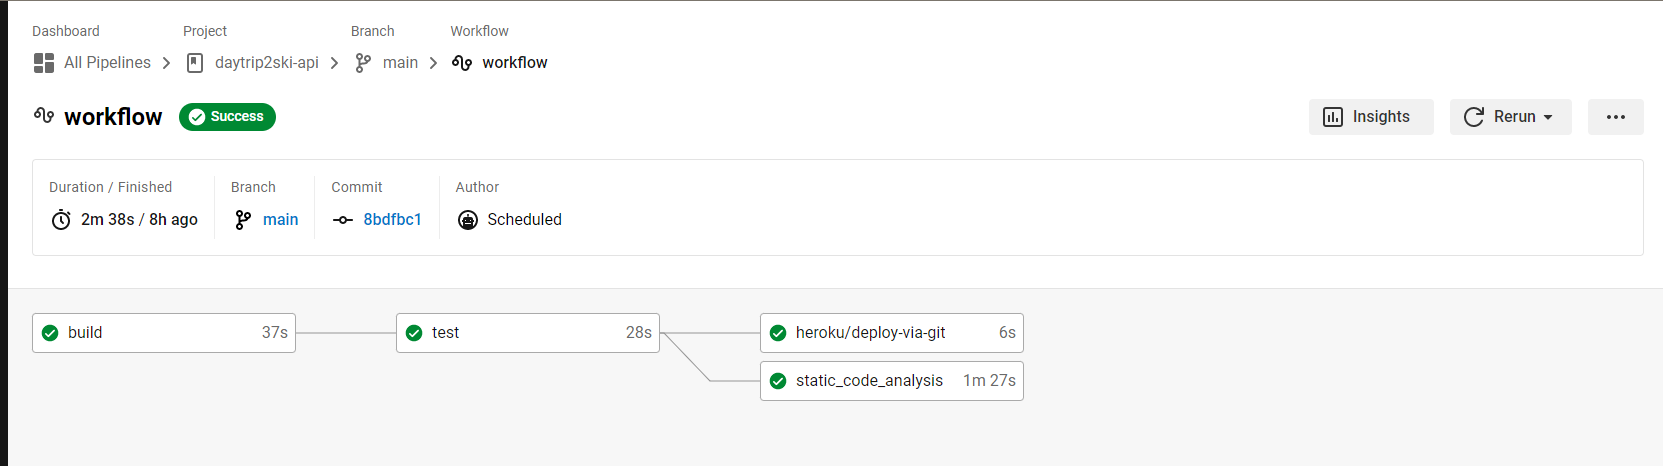 Dashboard Project Branch Workflow
All Pipelines daytrip2ski-api main workflow
workflow Success Insights Rerun
Duration / Finished Branch Commit Author
2m 38s / 8h ago main 8bdfbc1 Scheduled
build 37s test 28s heroku/deploy-via-git 6s
static_code_analysis 1m 27s